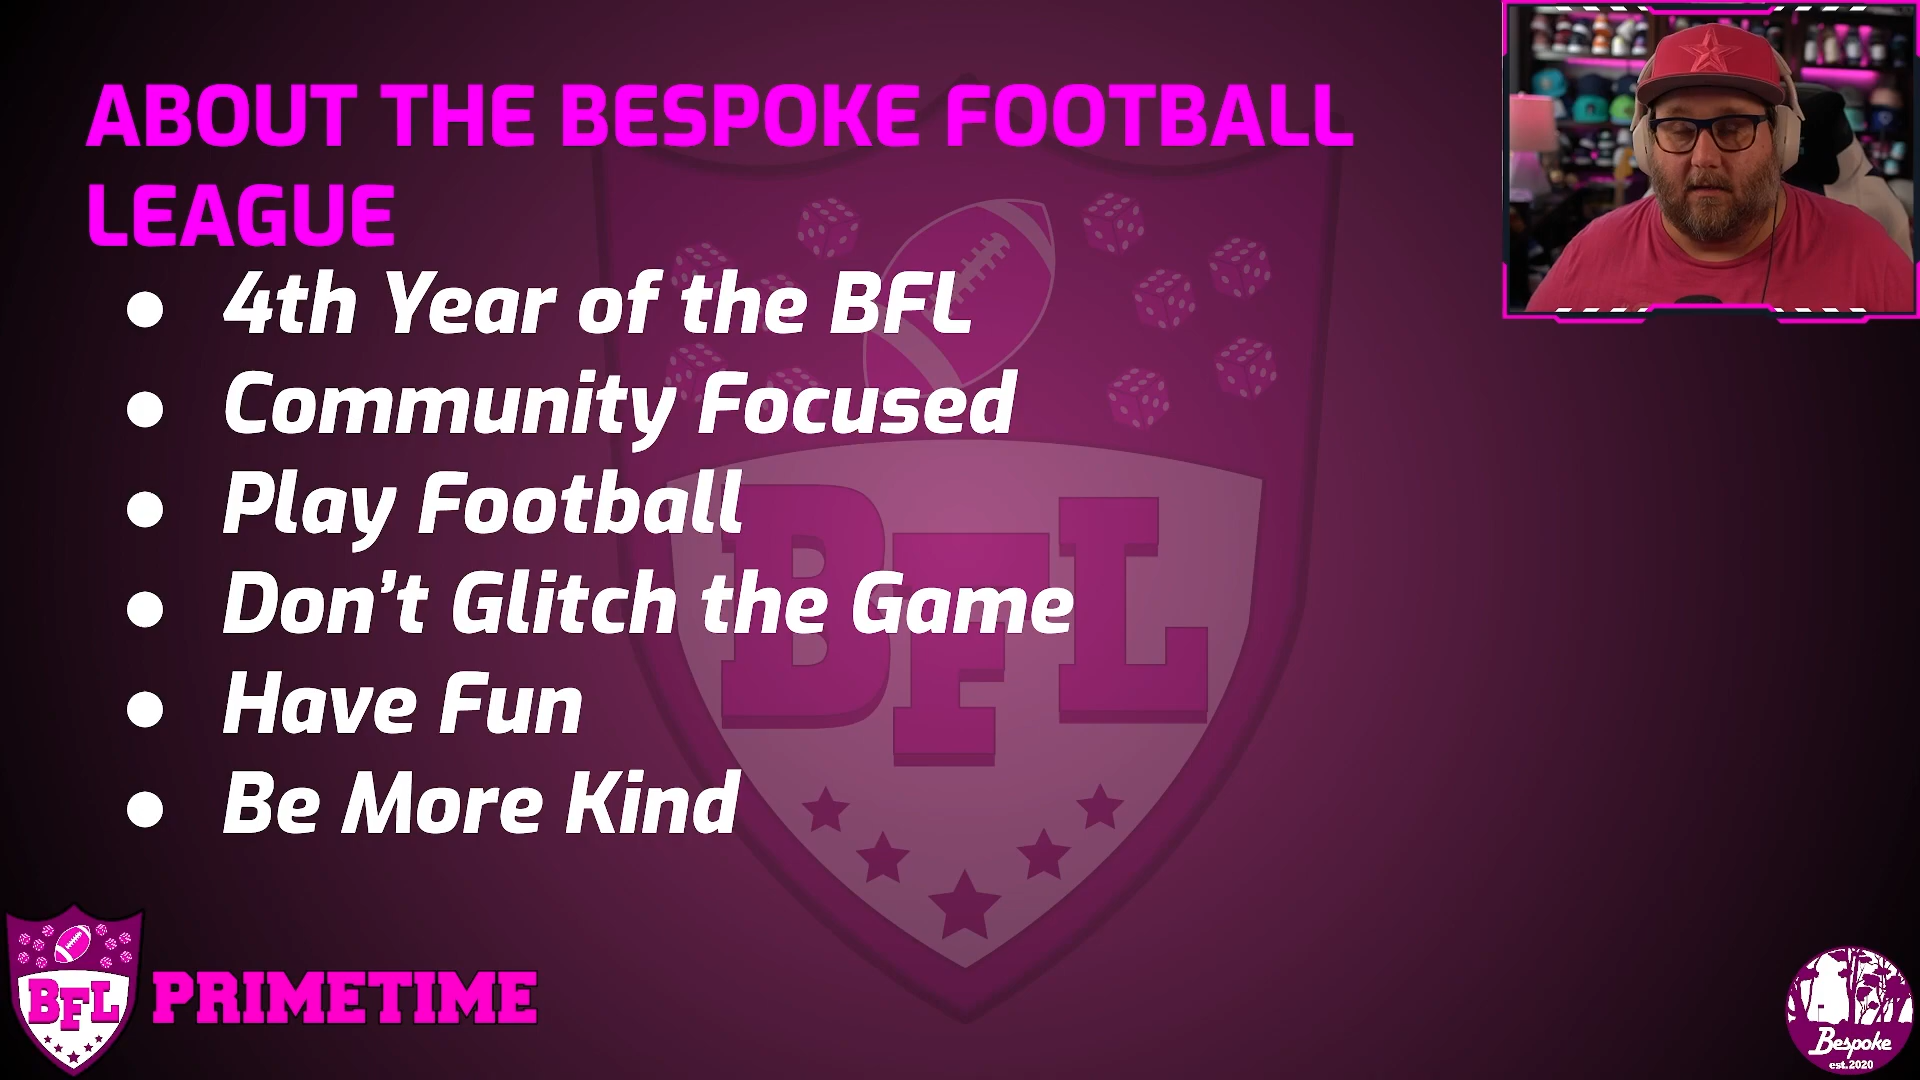 ABOUT THE BESPOKE FOOTBALL
LEAGUE
● 4th Year of the BFL
● Community Focused
● Play Football
● Don’t Glitch the Game
● Have Fun
● Be More Kind
BFL
BFL
PRIMETIME
Bespoke
est.2020